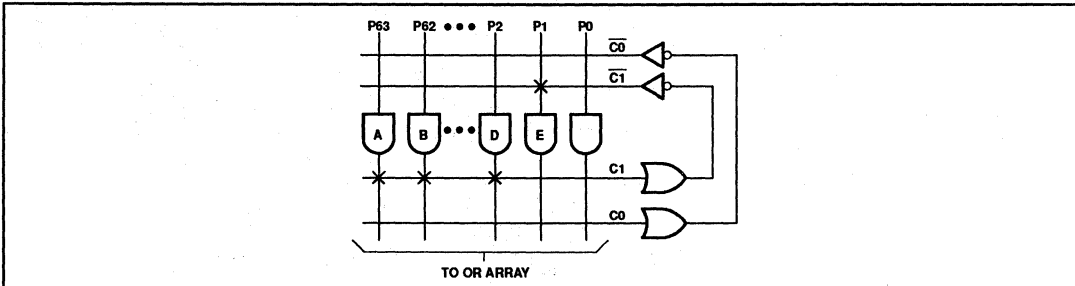 P63 P62 ••• P2 P1 P0
C0
C1
A B ••• D E
C1
C0
TO OR ARRAY